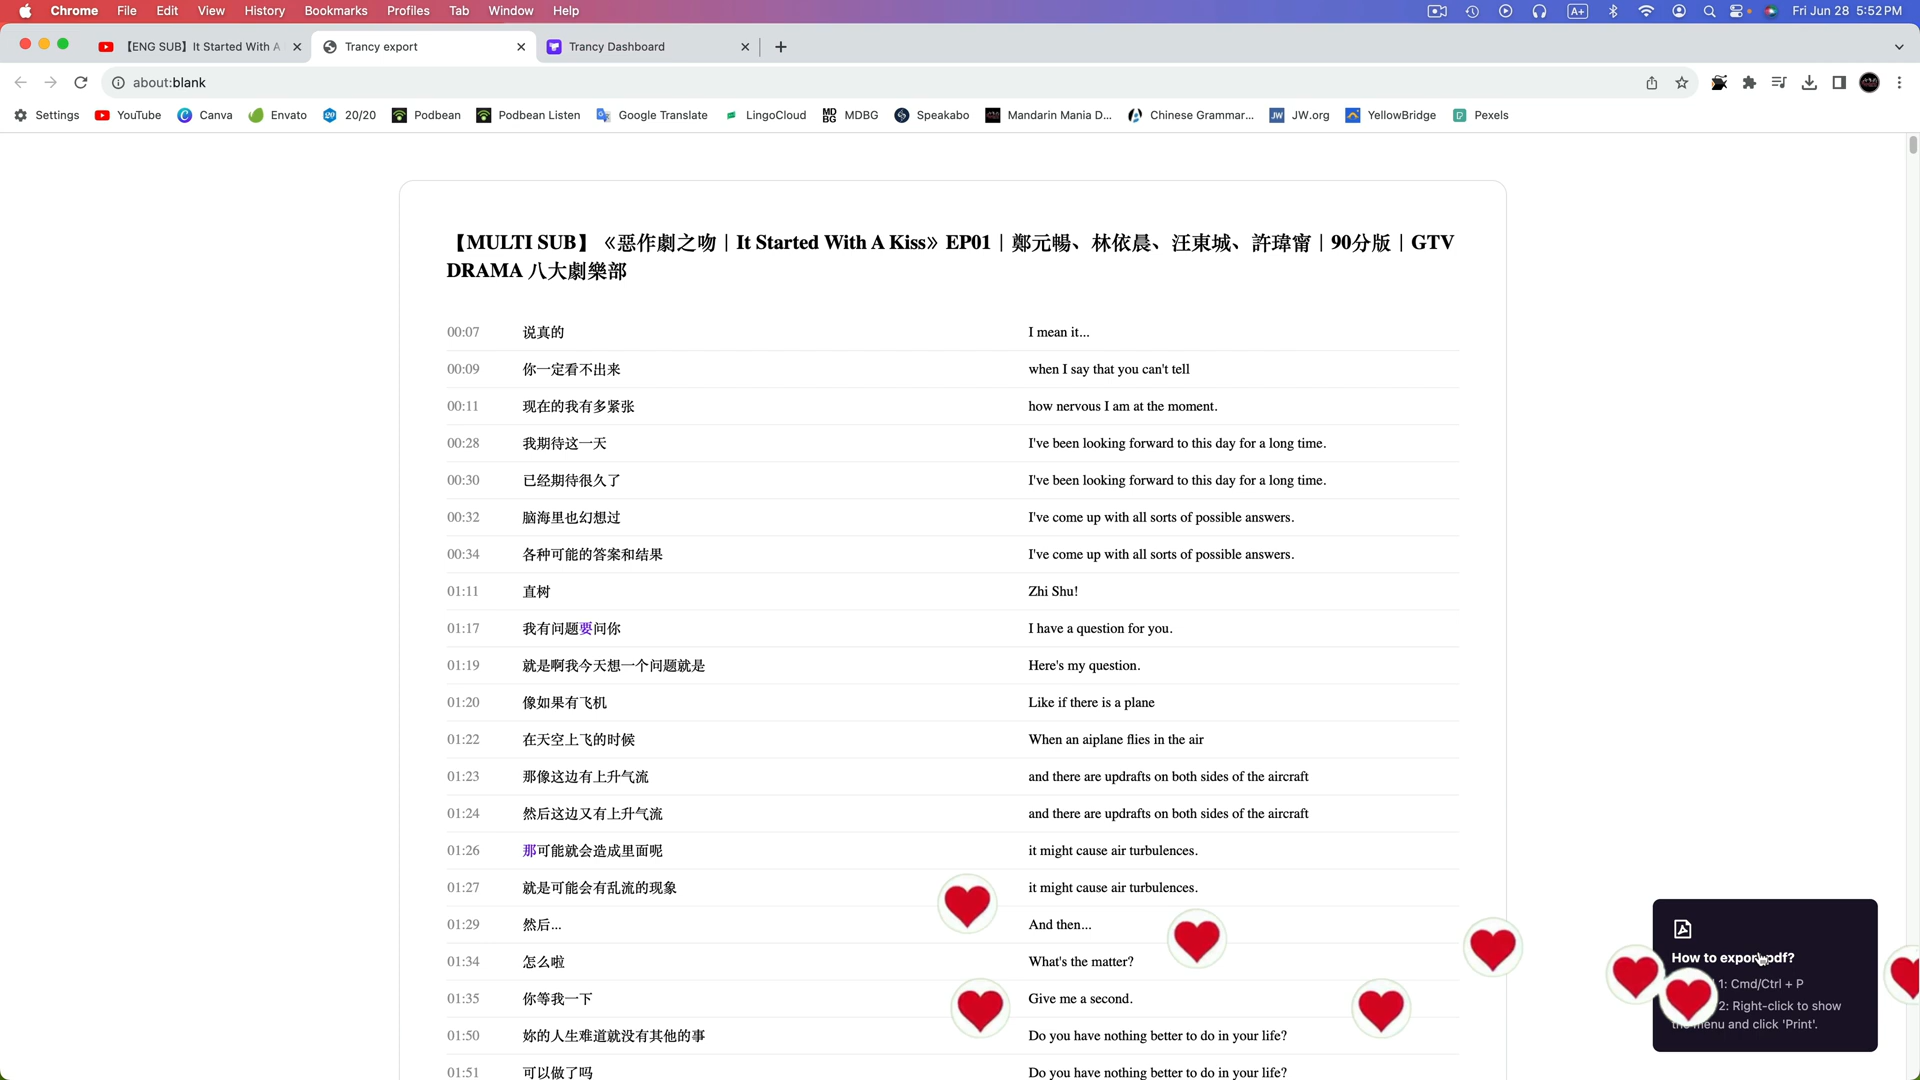 Chrome File Edit View History Bookmarks Profiles Tab Window Help
A+ Fri Jun 28 5:52 PM
【ENG SUB】It Started With A
Trancy export
Trancy Dashboard
about:blank
Settings YouTube Canva Envato 20/20 Podbean Podbean Listen Google Translate LingoCloud MDBG Speakabo Mandarin Mania D... Chinese Grammar... JW.org YellowBridge Pexels
【MULTI SUB】《惡作劇之吻｜It Started With A Kiss》EP01｜鄭元暢、林依晨、汪東城、許瑋甯｜90分版｜GTV
DRAMA 八大劇樂部
00:07 说真的 I mean it...
00:09 你一定看不出来 when I say that you can't tell
00:11 现在的我有多紧张 how nervous I am at the moment.
00:28 我期待这一天 I've been looking forward to this day for a long time.
00:30 已经期待很久了 I've been looking forward to this day for a long time.
00:32 脑海里也幻想过 I've come up with all sorts of possible answers.
00:34 各种可能的答案和结果 I've come up with all sorts of possible answers.
01:11 直树 Zhi Shu!
01:17 我有问题要问你 I have a question for you.
01:19 就是啊我今天想一个问题就是 Here's my question.
01:20 像如果有飞机 Like if there is a plane
01:22 在天空上飞的时候 When an aiplane flies in the air
01:23 那像这边有上升气流 and there are updrafts on both sides of the aircraft
01:24 然后这边又有上升气流 and there are updrafts on both sides of the aircraft
01:26 那可能就会造成里面呢 it might cause air turbulences.
01:27 就是可能会有乱流的现象 it might cause air turbulences.
01:29 然后... And then...
01:34 怎么啦 What's the matter?
01:35 你等我一下 Give me a second.
01:50 妳的人生难道就没有其他的事 Do you have nothing better to do in your life?
01:51 可以做了吗 Do you have nothing better to do in your life?
How to export pdf?
1: Cmd/Ctrl + P
2: Right-click to show
the menu and click 'Print'.